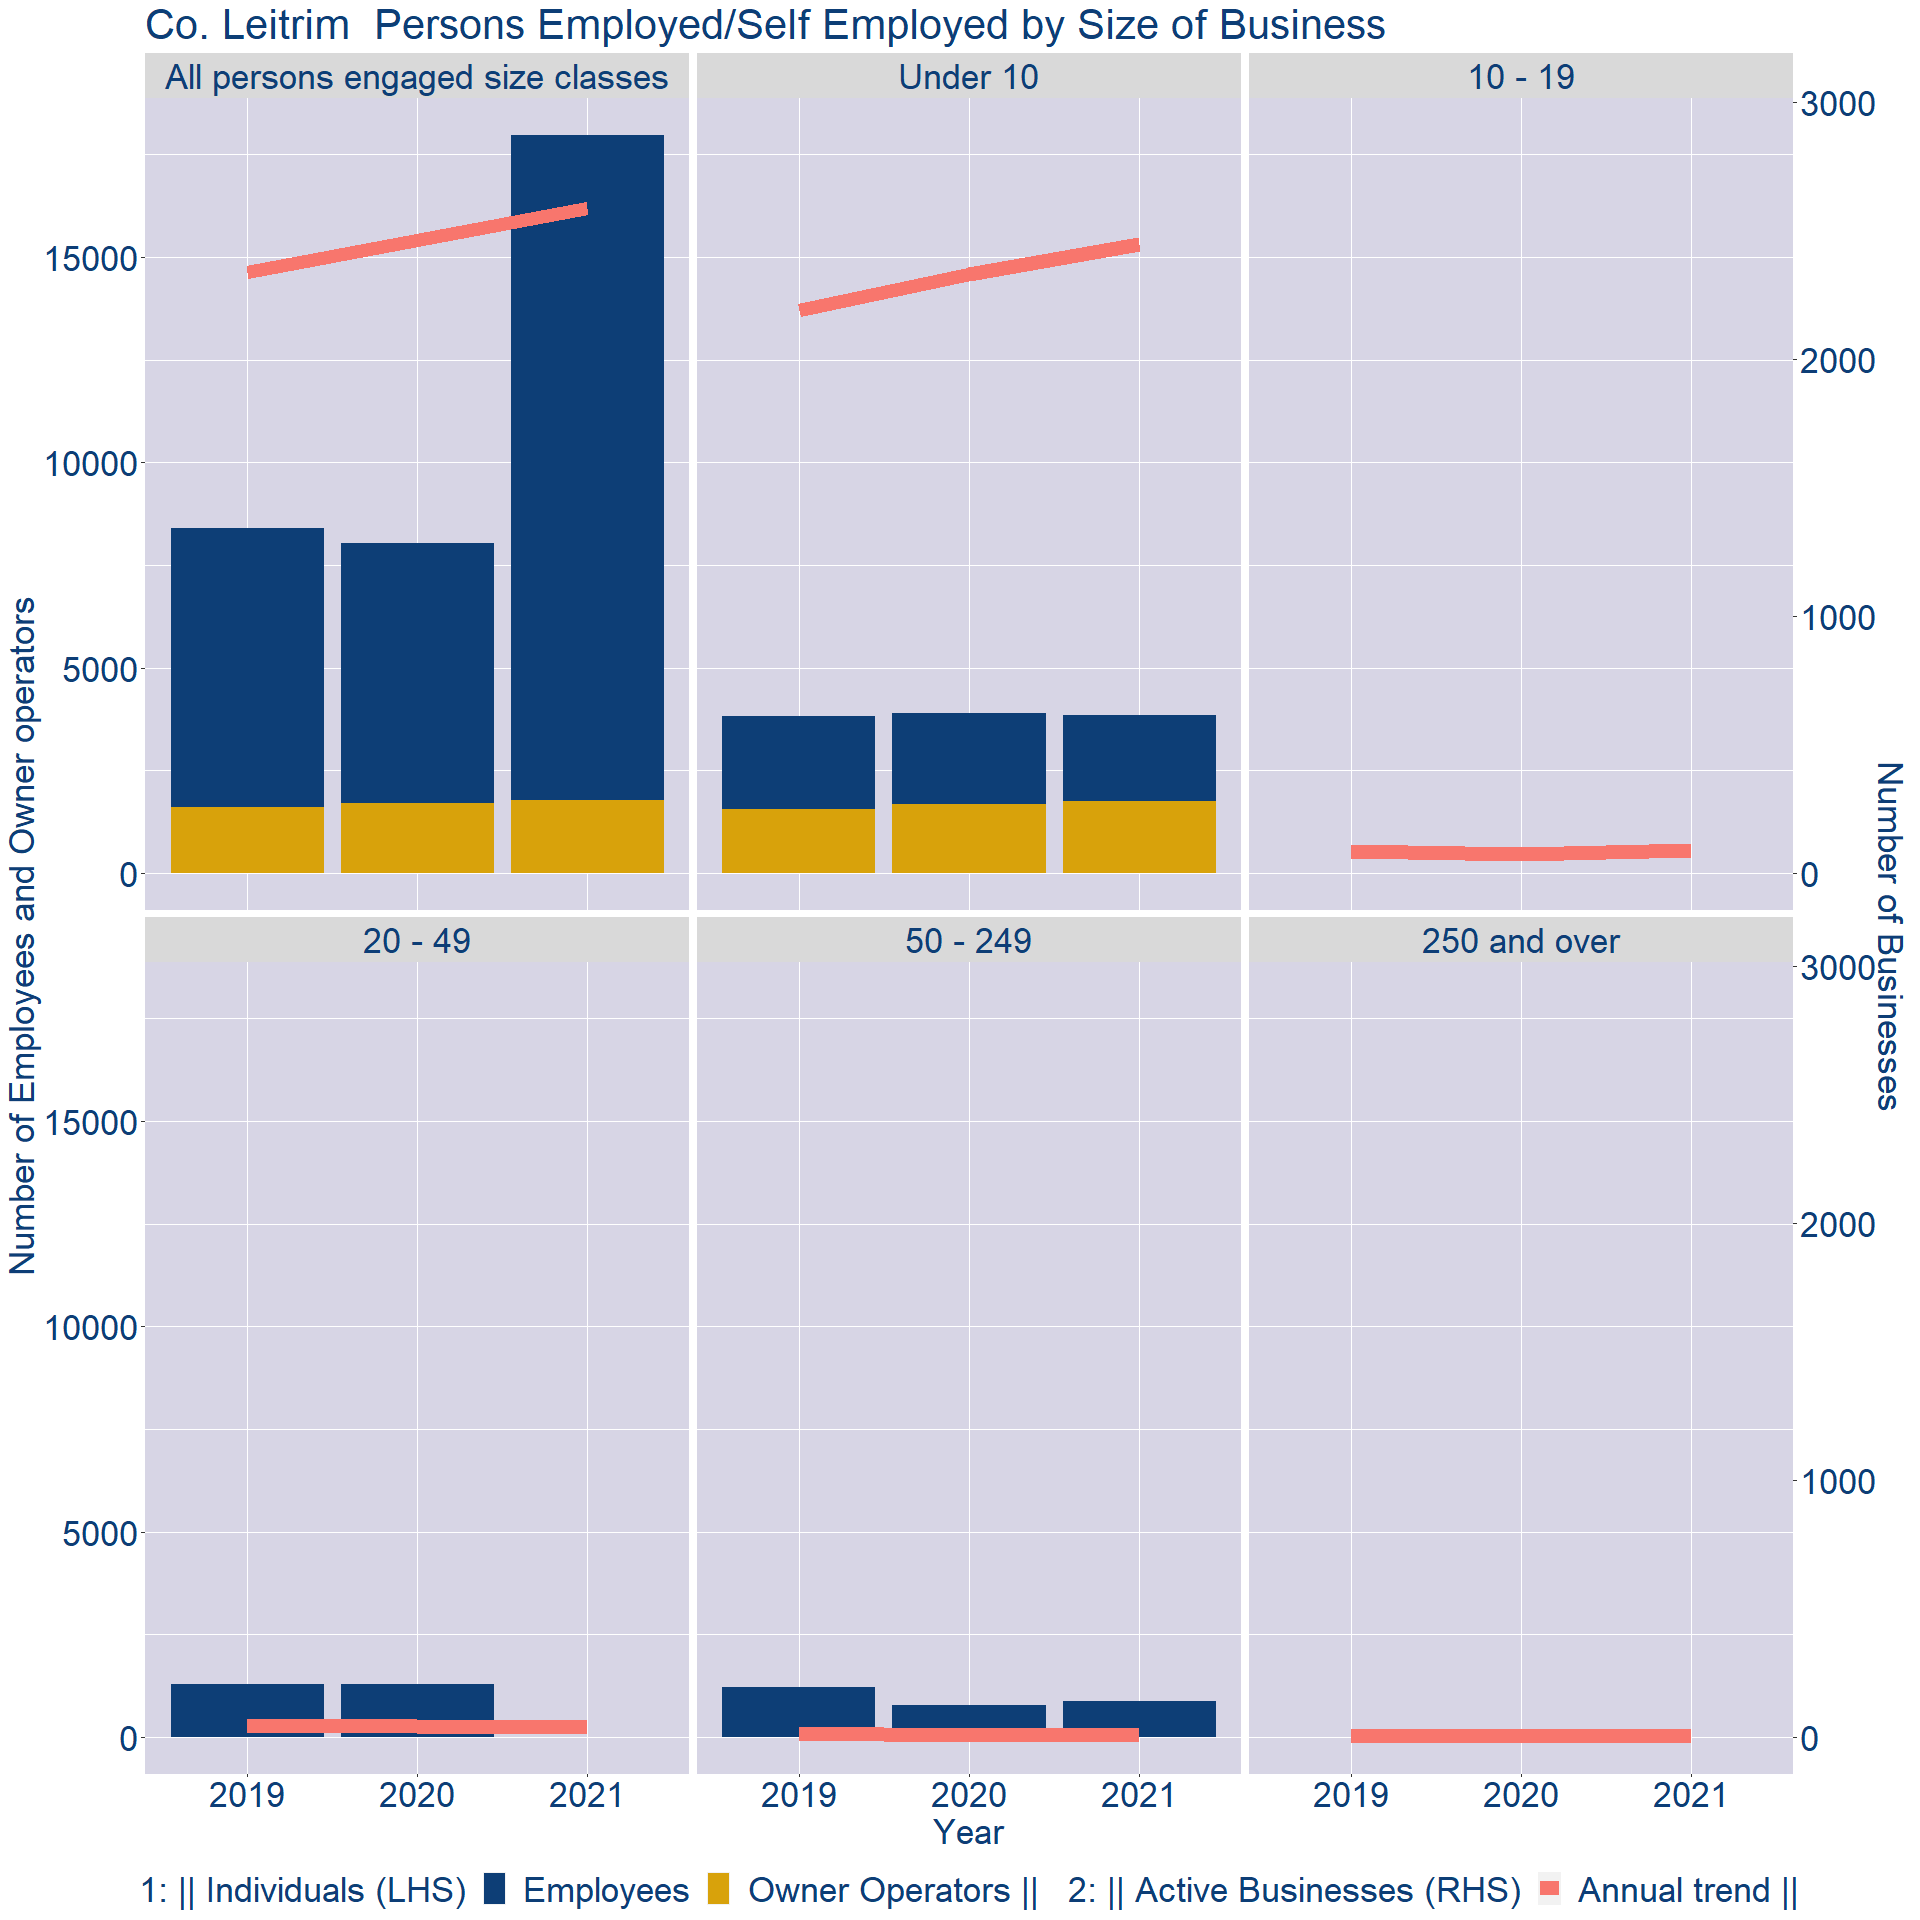 Co. Leitrim  Persons Employed/Self Employed by Size of Business
All persons engaged size classes
Under 10
10 - 19
15000
10000
5000
0
3000
2000
1000
0
20 - 49
50 - 249
250 and over
15000
10000
5000
0
3000
2000
1000
0
Number of Employees and Owner operators
Number of Businesses
2019 2020 2021
2019 2020 2021
2019 2020 2021
Year
1: || Individuals (LHS) Employees Owner Operators || 2: || Active Businesses (RHS) Annual trend ||